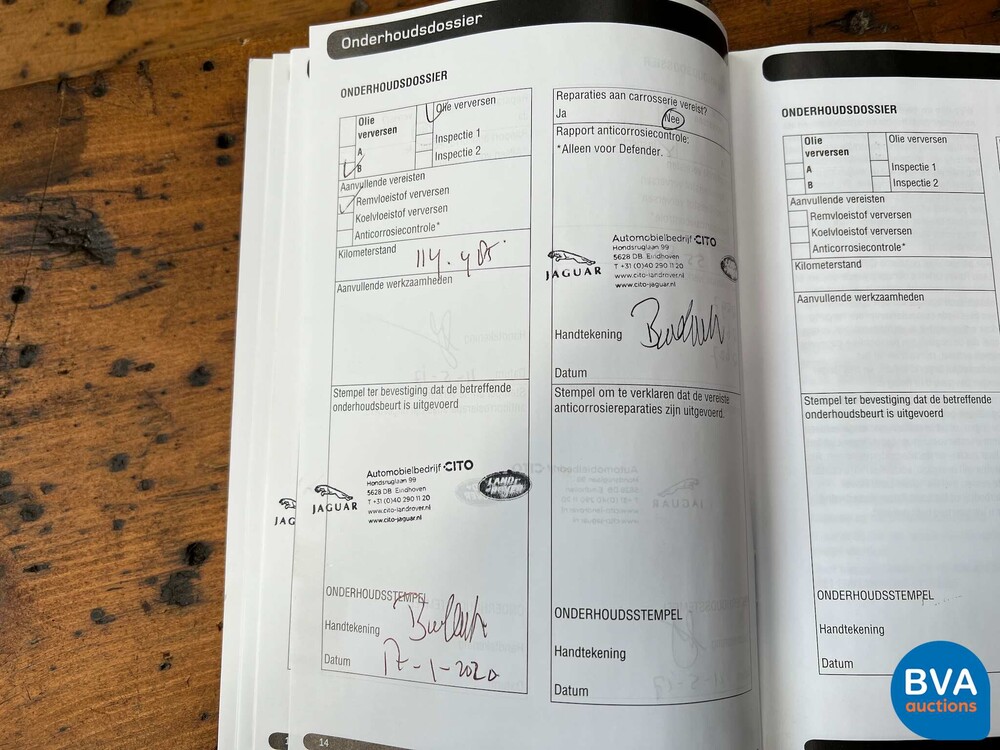 Onderhoudsdossier
ONDERHOUDSDOSSIER
Olie verversen
A
B
Olie verversen
Inspectie 1
Inspectie 2
Aanvullende vereisten
Remvloeistof verversen
Koelvloeistof verversen
Anticorrosiecontrole*
Kilometerstand
Aanvullende werkzaamheden
Stempel ter bevestiging dat de betreffende
onderhoudsbeurt is uitgevoerd
Automobielbedrijf CITO
Hondsruglaan 99
5628 DB Eindhoven
T +31 (0)40 290 11 20
www.cito-landrover.nl
www.cito-jaguar.nl
JAGUAR
LAND ROVER
ONDERHOUDSSTEMPEL
Handtekening
Datum 17-1-2020
14
Reparaties aan carrosserie vereist?
Ja Nee
Rapport anticorrosiecontrole:
*Alleen voor Defender.
Automobielbedrijf CITO
Hondsruglaan 99
5628 DB Eindhoven
T +31 (0)40 290 11 20
www.cito-landrover.nl
www.cito-jaguar.nl
JAGUAR
Handtekening
Datum
Stempel om te verklaren dat de vereiste
anticorrosiereparaties zijn uitgevoerd.
ONDERHOUDSSTEMPEL
Handtekening
Datum
ONDERHOUDSDOSSIER
Olie verversen
A
B
Olie verversen
Inspectie 1
Inspectie 2
Aanvullende vereisten
Remvloeistof verversen
Koelvloeistof verversen
Anticorrosiecontrole*
Kilometerstand
Aanvullende werkzaamheden
Stempel ter bevestiging dat de betreffende
onderhoudsbeurt is uitgevoerd
ONDERHOUDSSTEMPEL
Handtekening
Datum
BVA
auctions